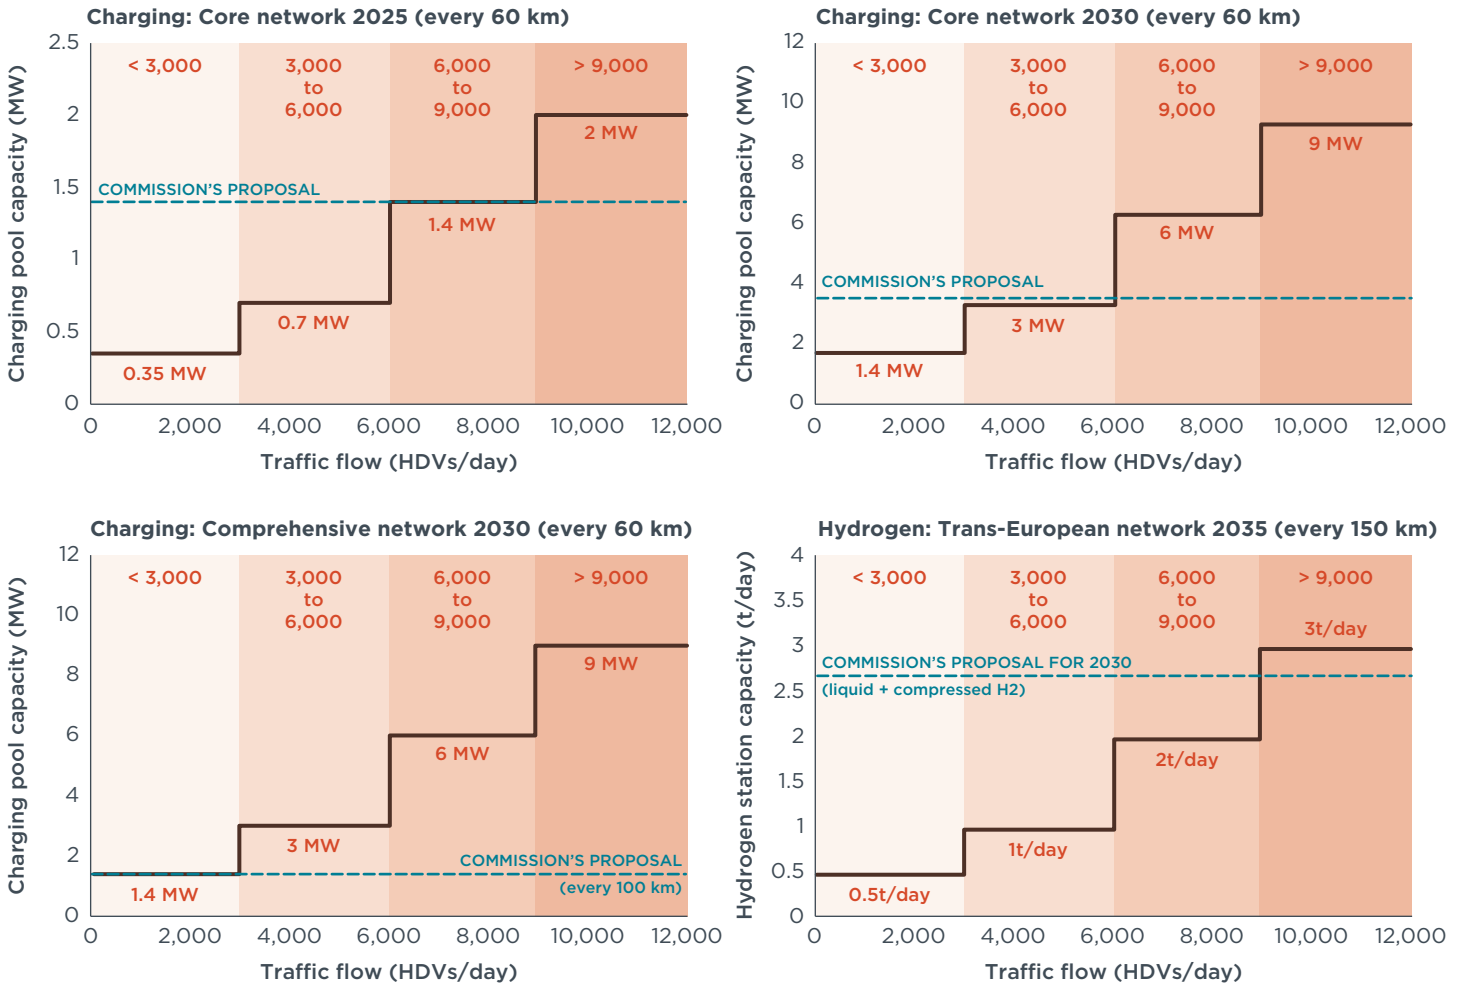 Charging: Core network 2025 (every 60 km)
Charging pool capacity (MW)
2.5
2
1.5
1
0.5
0
< 3,000
3,000
to
6,000
6,000
to
9,000
> 9,000
2 MW
COMMISSION'S PROPOSAL
1.4 MW
0.7 MW
0.35 MW
0
2,000
4,000
6,000
8,000
10,000
12,000
Traffic flow (HDVs/day)
Charging: Core network 2030 (every 60 km)
Charging pool capacity (MW)
12
10
8
6
4
2
0
< 3,000
3,000
to
6,000
6,000
to
9,000
> 9,000
9 MW
6 MW
COMMISSION'S PROPOSAL
3 MW
1.4 MW
0
2,000
4,000
6,000
8,000
10,000
12,000
Traffic flow (HDVs/day)
Charging: Comprehensive network 2030 (every 60 km)
Charging pool capacity (MW)
12
10
8
6
4
2
0
< 3,000
3,000
to
6,000
6,000
to
9,000
> 9,000
9 MW
6 MW
3 MW
COMMISSION'S PROPOSAL
(every 100 km)
1.4 MW
0
2,000
4,000
6,000
8,000
10,000
12,000
Traffic flow (HDVs/day)
Hydrogen: Trans-European network 2035 (every 150 km)
Hydrogen station capacity (t/day)
4
3.5
3
2.5
2
1.5
1
0.5
0
< 3,000
3,000
to
6,000
6,000
to
9,000
> 9,000
3t/day
COMMISSION'S PROPOSAL FOR 2030
(liquid + compressed H2)
2t/day
1t/day
0.5t/day
0
2,000
4,000
6,000
8,000
10,000
12,000
Traffic flow (HDVs/day)